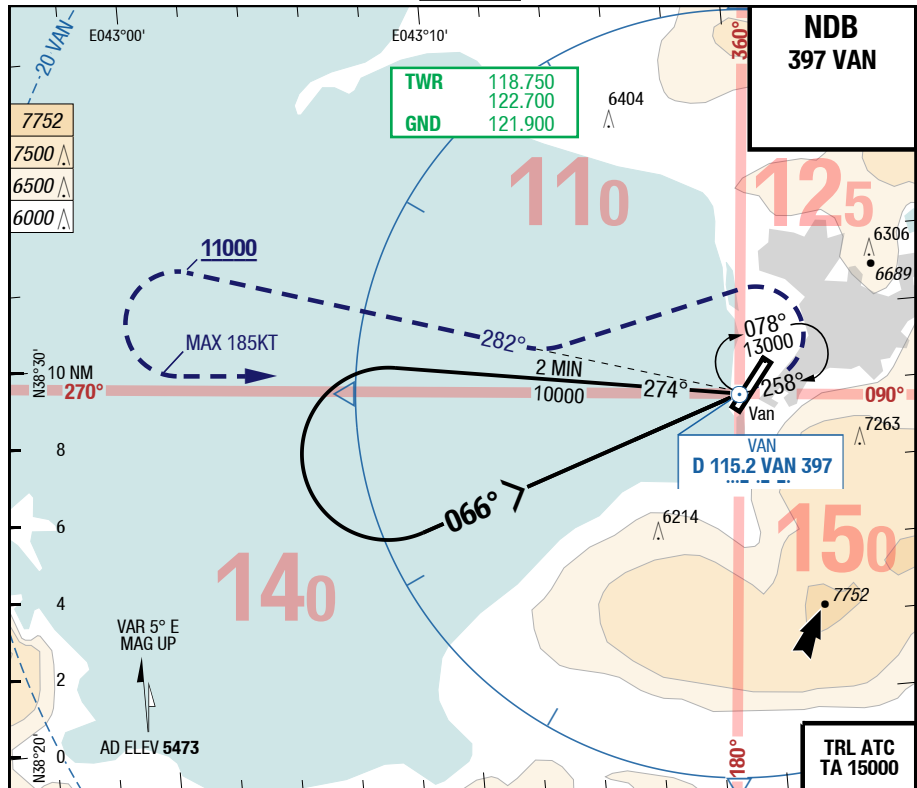 E043°00'
E043°10'
360°
NDB
397 VAN
20 VAN
TWR 118.750
122.700
GND 121.900
6404
7752
7500
6500
6000
110
125
6306
6689
11000
MAX 185KT
282°
078°
13000
258°
N38°30'
10 NM
270°
2 MIN
10000
274°
090°
Van
7263
VAN
D 115.2 VAN 397
8
066°
6
6214
140
150
7752
4
VAR 5° E
MAG UP
2
AD ELEV 5473
N38°20'
0
180°
TRL ATC
TA 15000